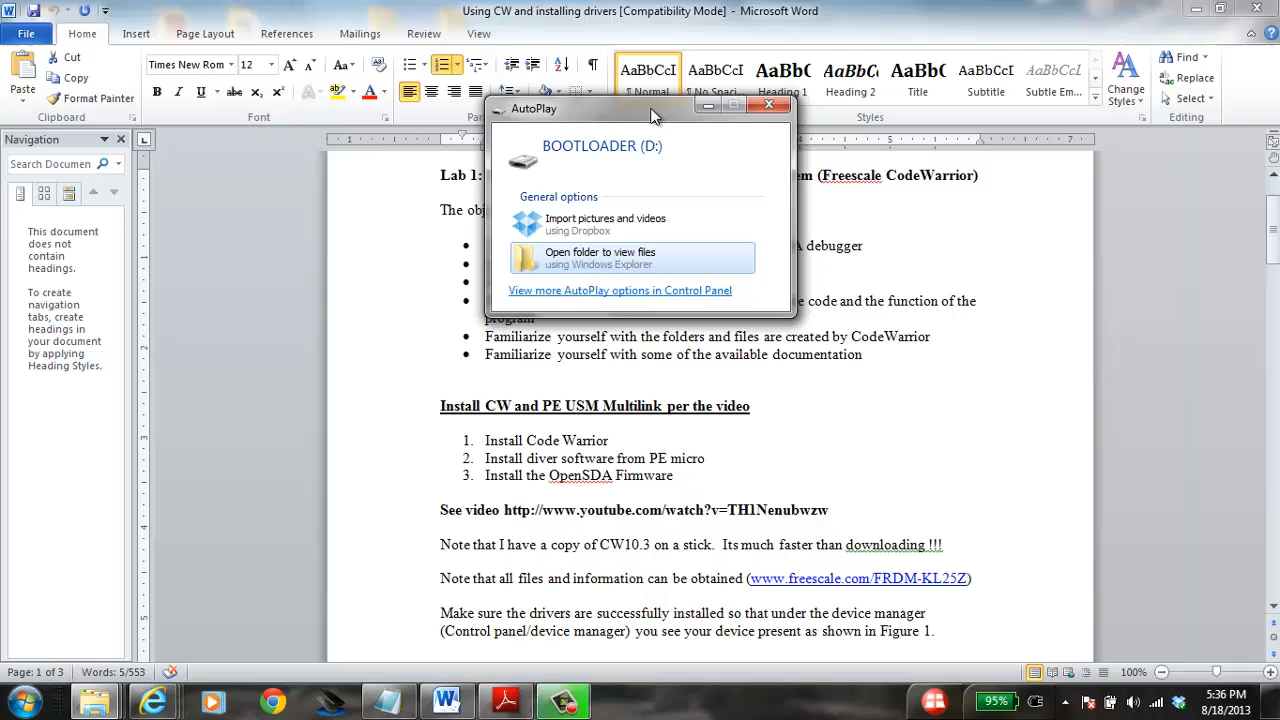 Using CW and installing drivers [Compatibility Mode] - Microsoft Word
File Home Insert Page Layout References Mailings Review View
Cut
Copy
Format Painter
Paste
Clipboard
Times New Rom 12
Font
AaBbCcI AaBbCcI AaBbC AaBbCc AaBbC AaBbCcI AaBbCcI
¶ Normal Heading 1 Heading 2 Title Subtitle Subtle Emp...
Styles
Change
Styles
Find
Replace
Select
Editing
Navigation
Search Documen
This document
does not
contain
headings.
To create
navigation
tabs, create
headings in
your document
by applying
Heading Styles.
AutoPlay
BOOTLOADER (D:)
General options
Import pictures and videos
using Dropbox
Open folder to view files
using Windows Explorer
View more AutoPlay options in Control Panel
Lab 1: em (Freescale CodeWarrior)
The obj
A debugger
e code and the function of the
program
Familiarize yourself with the folders and files are created by CodeWarrior
Familiarize yourself with some of the available documentation
Install CW and PE USM Multilink per the video
1. Install Code Warrior
2. Install diver software from PE micro
3. Install the OpenSDA Firmware
See video http://www.youtube.com/watch?v=TH1Nenubwzw
Note that I have a copy of CW10.3 on a stick. Its much faster than downloading !!!
Note that all files and information can be obtained (www.freescale.com/FRDM-KL25Z)
Make sure the drivers are successfully installed so that under the device manager
(Control panel/device manager) you see your device present as shown in Figure 1.
Page: 1 of 3 Words: 5/553 100%
95% 5:36 PM
8/18/2013